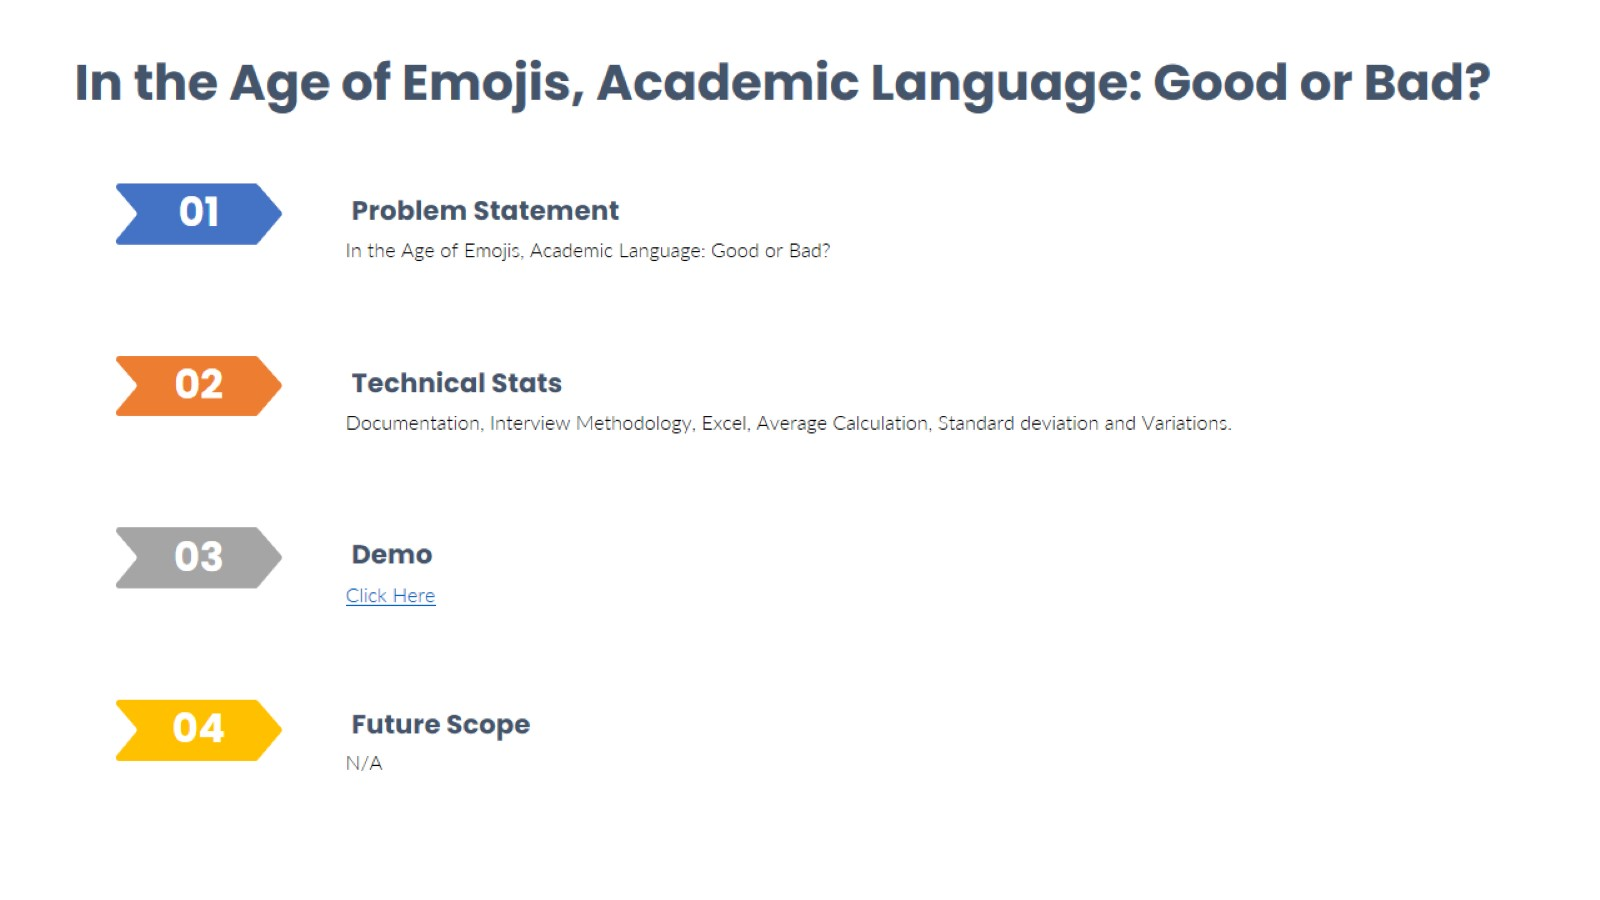 In the Age of Emojis, Academic Language: Good or Bad?
01
Problem Statement
In the Age of Emojis, Academic Language: Good or Bad?
02
Technical Stats
Documentation, Interview Methodology, Excel, Average Calculation, Standard deviation and Variations.
03
Demo
Click Here
04
Future Scope
N/A